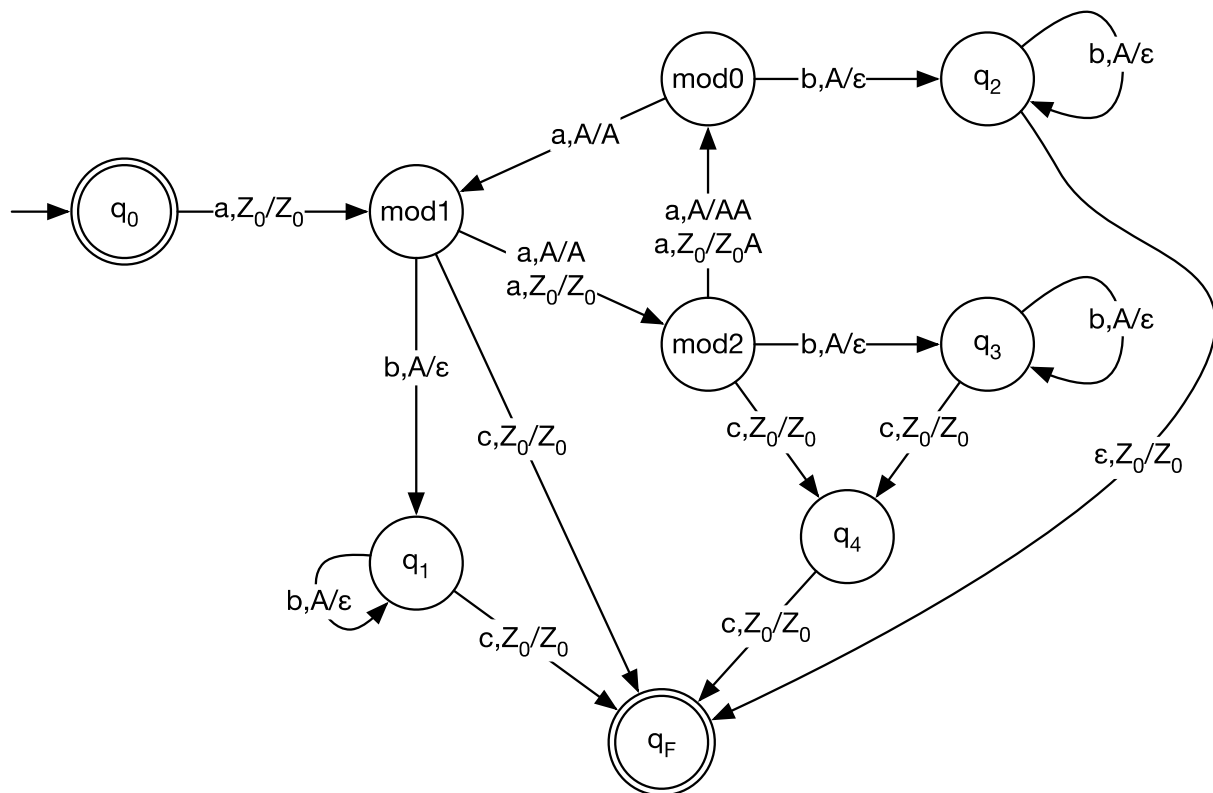 mod0
b,A/ε
q₂
b,A/ε
a,A/A
q₀
a,Z₀/Z₀
mod1
a,A/AA
a,Z₀/Z₀A
a,A/A
a,Z₀/Z₀
mod2
b,A/ε
q₃
b,A/ε
b,A/ε
c,Z₀/Z₀
c,Z₀/Z₀
c,Z₀/Z₀
ε,Z₀/Z₀
q₄
q₁
b,A/ε
c,Z₀/Z₀
c,Z₀/Z₀
q_F